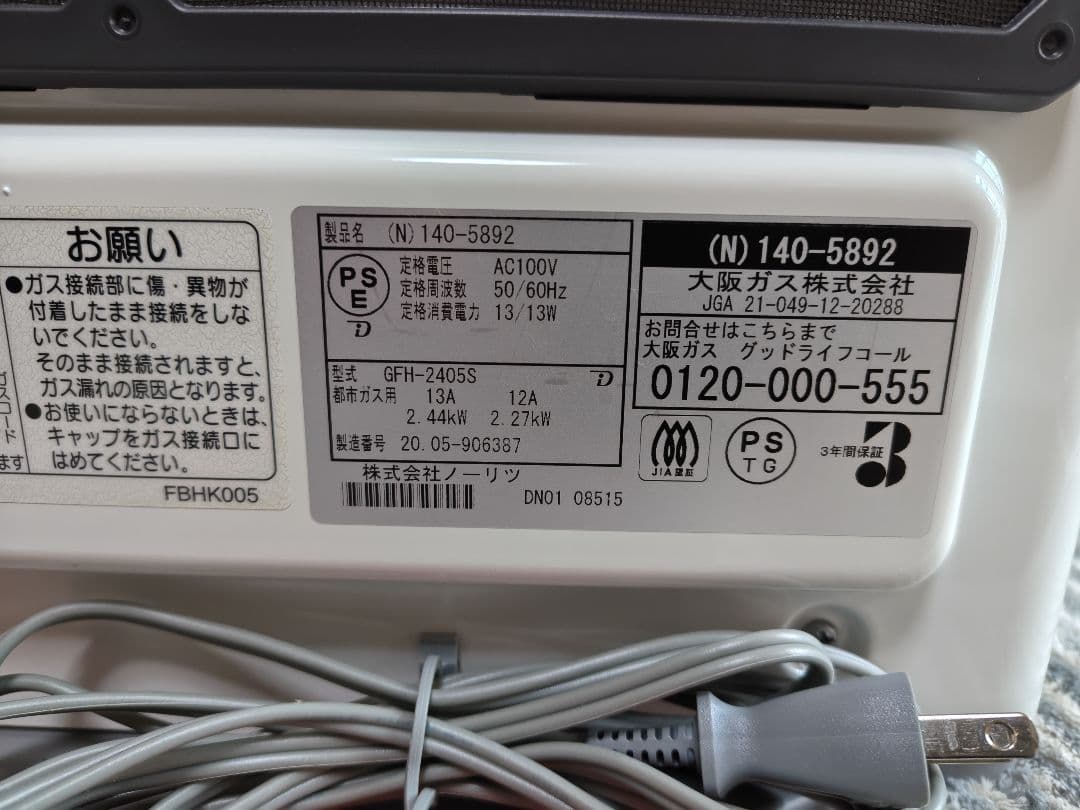 お願い
●ガス接続部に傷・異物が
付着したまま接続をしな
いでください。
そのまま接続されますと、
ガス漏れの原因となります。
●お使いにならないときは、
キャップをガス接続口に
はめてください。
FBHK005
ガスコード
ます
製品名 (N)140-5892
PS
E
定格電圧 AC100V
定格周波数 50/60Hz
定格消費電力 13/13W
型式 GFH-2405S
都市ガス用 13A 12A
2.44kW 2.27kW
製造番号 20.05-906387
株式会社ノーリツ
DN01 08515
(N)140-5892
大阪ガス株式会社
JGA 21-049-12-20288
お問合せはこちらまで
大阪ガス グッドライフコール
0120-000-555
JIA認証
PS
TG
3年間保証
3